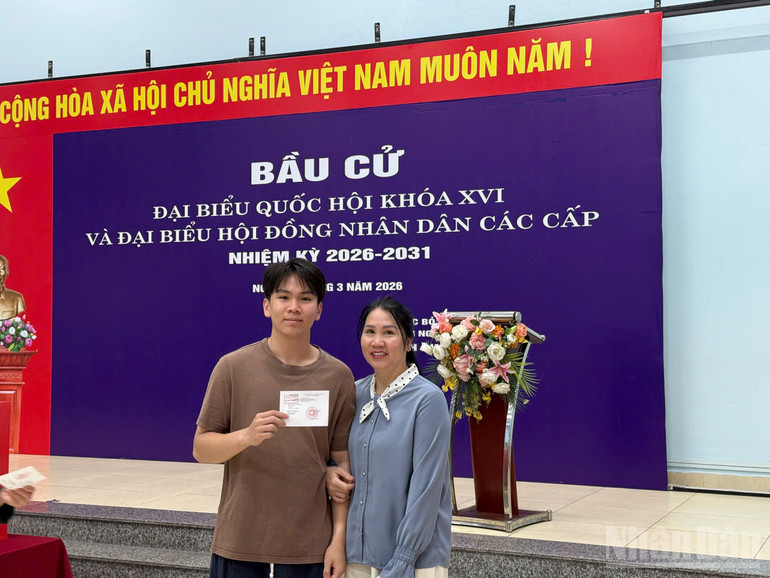 CỘNG HÒA XÃ HỘI CHỦ NGHĨA VIỆT NAM MUÔN NĂM !
BẦU CỬ
ĐẠI BIỂU QUỐC HỘI KHÓA XVI
VÀ ĐẠI BIỂU HỘI ĐỒNG NHÂN DÂN CÁC CẤP
NHIỆM KỲ 2026-2031
3 NĂM 2026
NhânDân